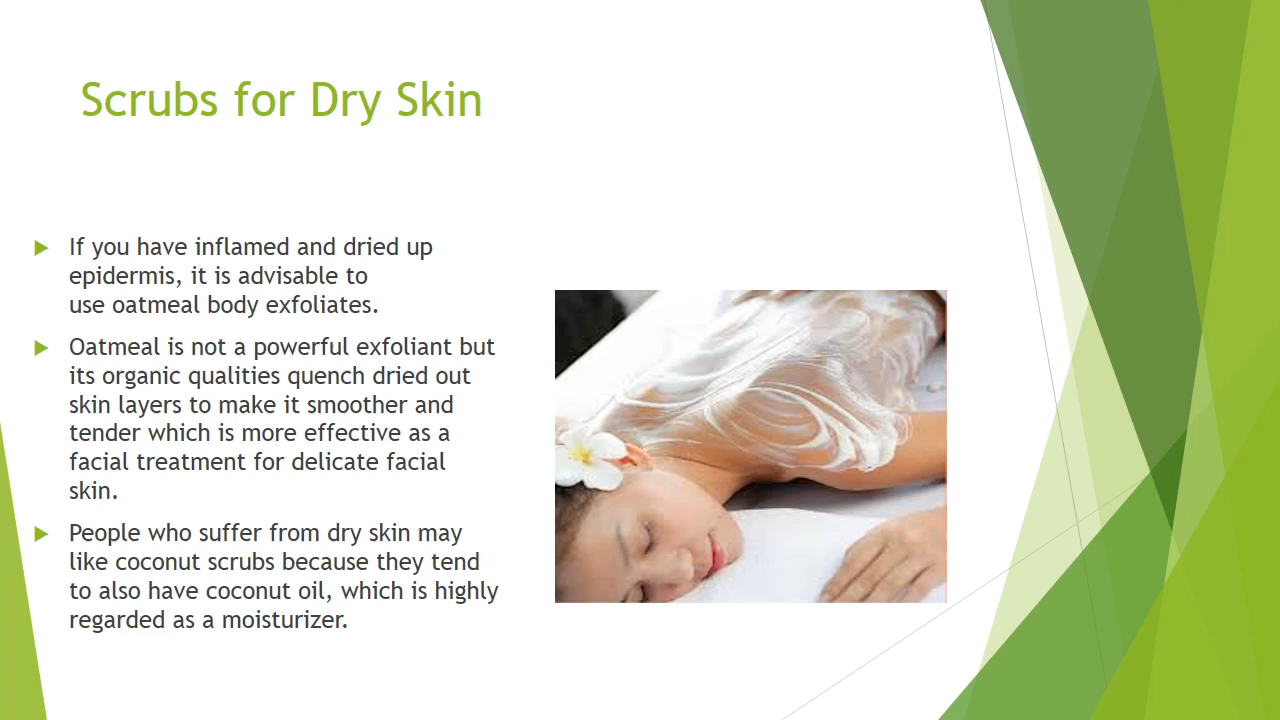 Scrubs for Dry Skin
If you have inflamed and dried up
epidermis, it is advisable to
use oatmeal body exfoliates.
Oatmeal is not a powerful exfoliant but
its organic qualities quench dried out
skin layers to make it smoother and
tender which is more effective as a
facial treatment for delicate facial
skin.
People who suffer from dry skin may
like coconut scrubs because they tend
to also have coconut oil, which is highly
regarded as a moisturizer.